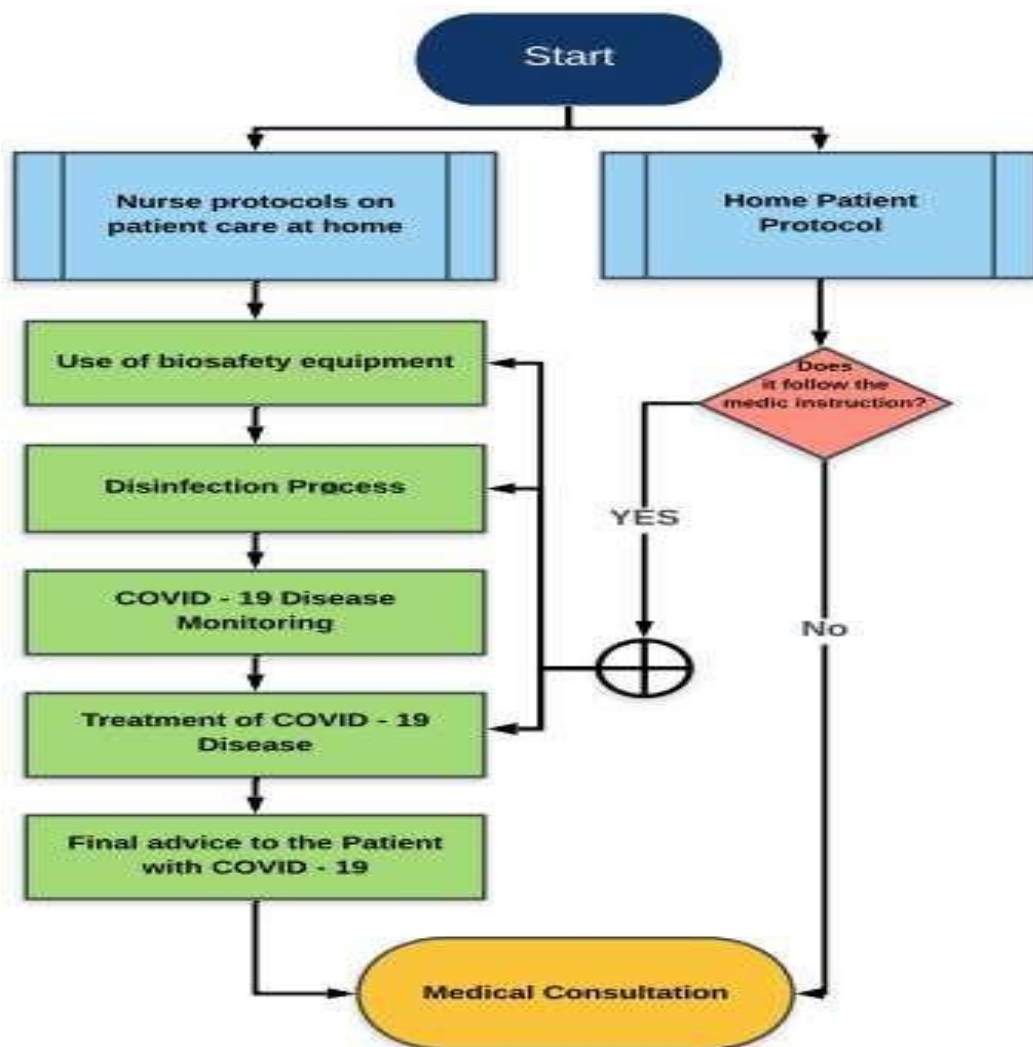 Start
Nurse protocols on
patient care at home
Home Patient
Protocol
Use of biosafety equipment
Does
it follow the
medic instruction?
Disinfection Process
YES
COVID - 19 Disease
Monitoring
No
Treatment of COVID - 19
Disease
Final advice to the Patient
with COVID - 19
Medical Consultation